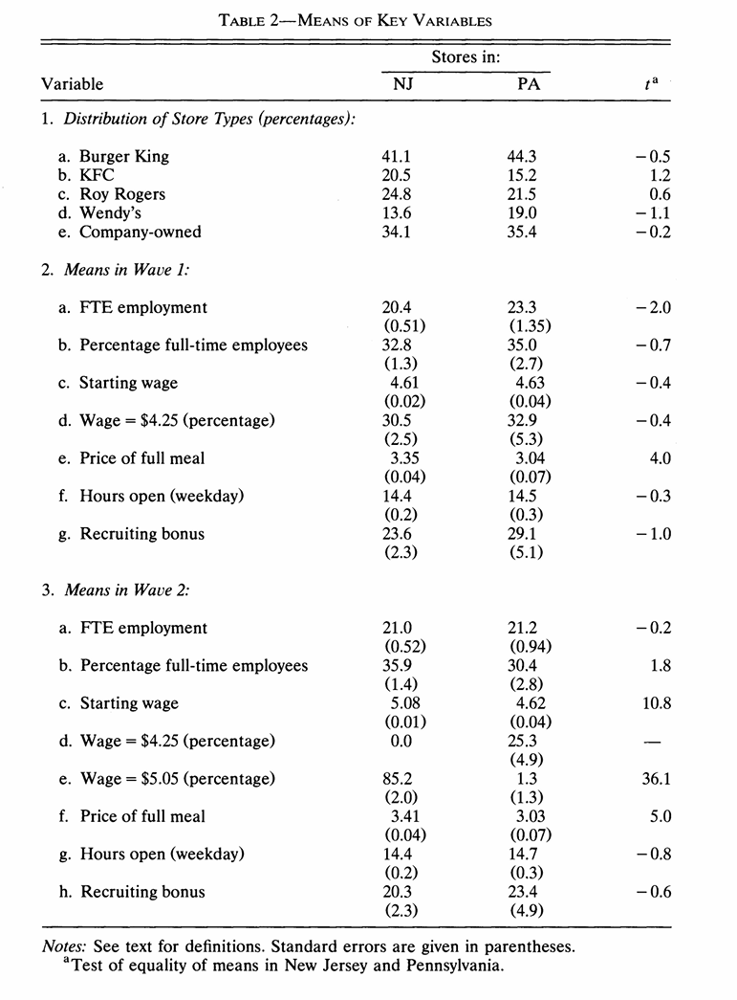 TABLE 2—MEANS OF KEY VARIABLES
Stores in:
Variable NJ PA tᵃ
1. Distribution of Store Types (percentages):
a. Burger King 41.1 44.3 −0.5
b. KFC 20.5 15.2 1.2
c. Roy Rogers 24.8 21.5 0.6
d. Wendy's 13.6 19.0 −1.1
e. Company-owned 34.1 35.4 −0.2
2. Means in Wave 1:
a. FTE employment 20.4 23.3 −2.0
(0.51) (1.35)
b. Percentage full-time employees 32.8 35.0 −0.7
(1.3) (2.7)
c. Starting wage 4.61 4.63 −0.4
(0.02) (0.04)
d. Wage = $4.25 (percentage) 30.5 32.9 −0.4
(2.5) (5.3)
e. Price of full meal 3.35 3.04 4.0
(0.04) (0.07)
f. Hours open (weekday) 14.4 14.5 −0.3
(0.2) (0.3)
g. Recruiting bonus 23.6 29.1 −1.0
(2.3) (5.1)
3. Means in Wave 2:
a. FTE employment 21.0 21.2 −0.2
(0.52) (0.94)
b. Percentage full-time employees 35.9 30.4 1.8
(1.4) (2.8)
c. Starting wage 5.08 4.62 10.8
(0.01) (0.04)
d. Wage = $4.25 (percentage) 0.0 25.3 —
(4.9)
e. Wage = $5.05 (percentage) 85.2 1.3 36.1
(2.0) (1.3)
f. Price of full meal 3.41 3.03 5.0
(0.04) (0.07)
g. Hours open (weekday) 14.4 14.7 −0.8
(0.2) (0.3)
h. Recruiting bonus 20.3 23.4 −0.6
(2.3) (4.9)
Notes: See text for definitions. Standard errors are given in parentheses.
ᵃTest of equality of means in New Jersey and Pennsylvania.